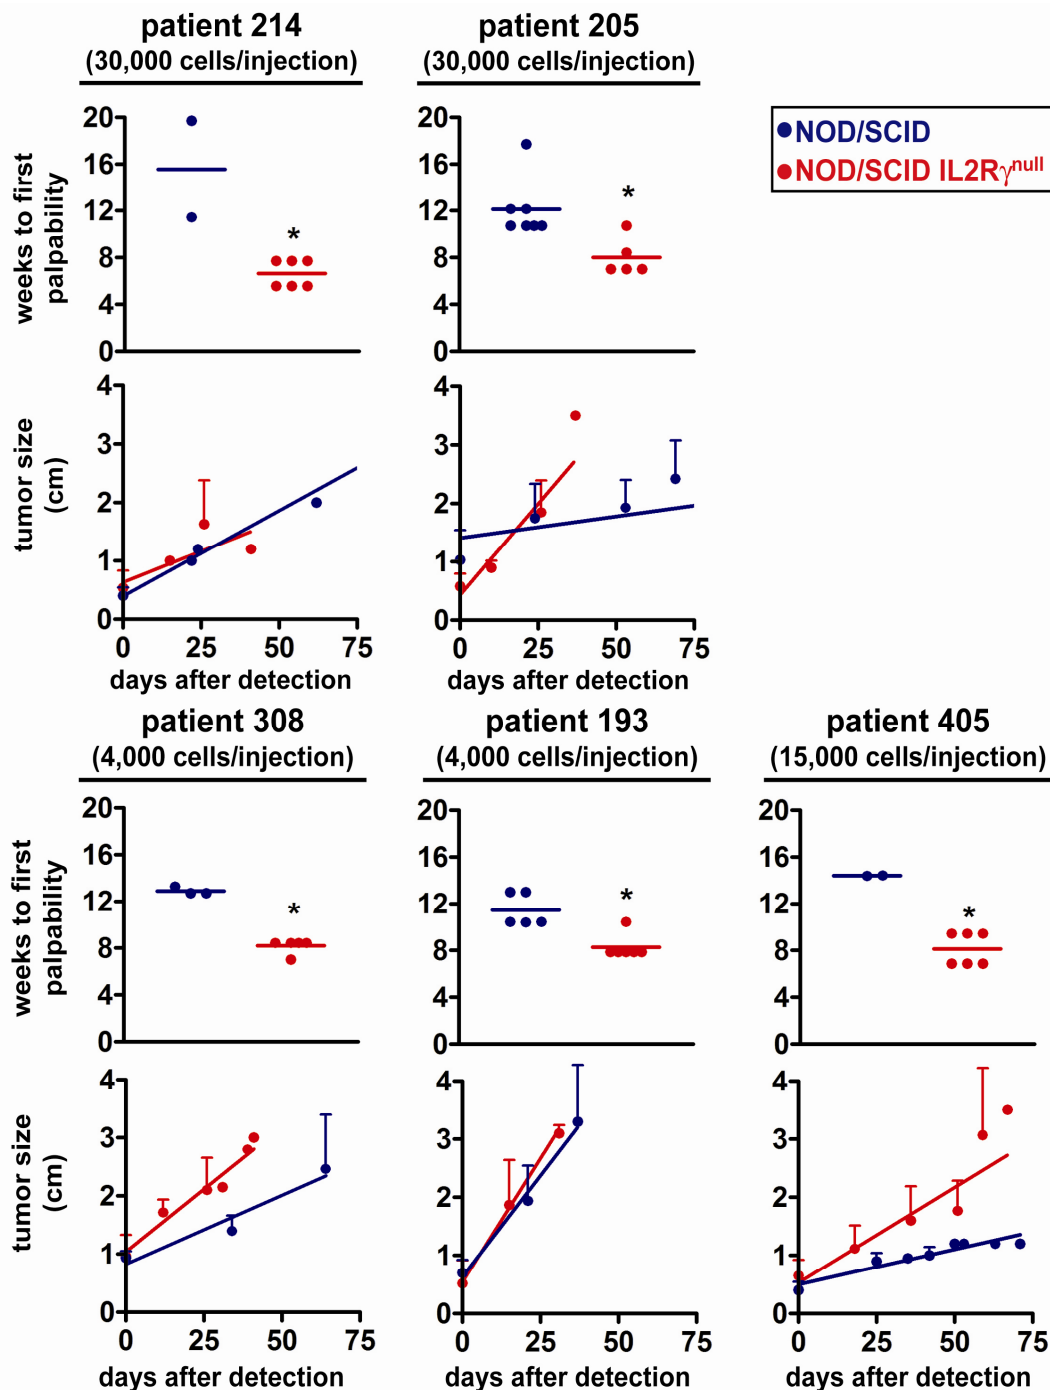 patient 214
(30,000 cells/injection)
patient 205
(30,000 cells/injection)
NOD/SCID
NOD/SCID IL2Rγnull
weeks to first
palpability
20
16
12
8
4
0
*
20
16
12
8
4
0
*
tumor size
(cm)
4
3
2
1
0
0 25 50 75
days after detection
4
3
2
1
0
0 25 50 75
days after detection
patient 308
(4,000 cells/injection)
patient 193
(4,000 cells/injection)
patient 405
(15,000 cells/injection)
weeks to first
palpability
20
16
12
8
4
0
*
20
16
12
8
4
0
*
20
16
12
8
4
0
*
tumor size
(cm)
4
3
2
1
0
0 25 50 75
days after detection
4
3
2
1
0
0 25 50 75
days after detection
4
3
2
1
0
0 25 50 75
days after detection